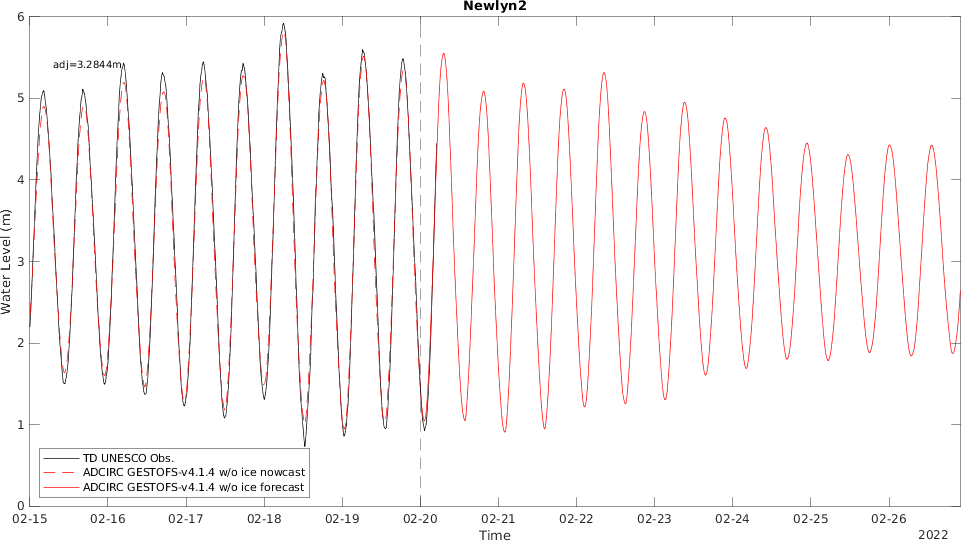 Newlyn2
6
adj=3.2844m
5
4
3
2
1
0
Water Level (m)
TD UNESCO Obs.
ADCIRC GESTOFS-v4.1.4 w/o ice nowcast
ADCIRC GESTOFS-v4.1.4 w/o ice forecast
02-15 02-16 02-17 02-18 02-19 02-20 02-21 02-22 02-23 02-24 02-25 02-26
Time
2022